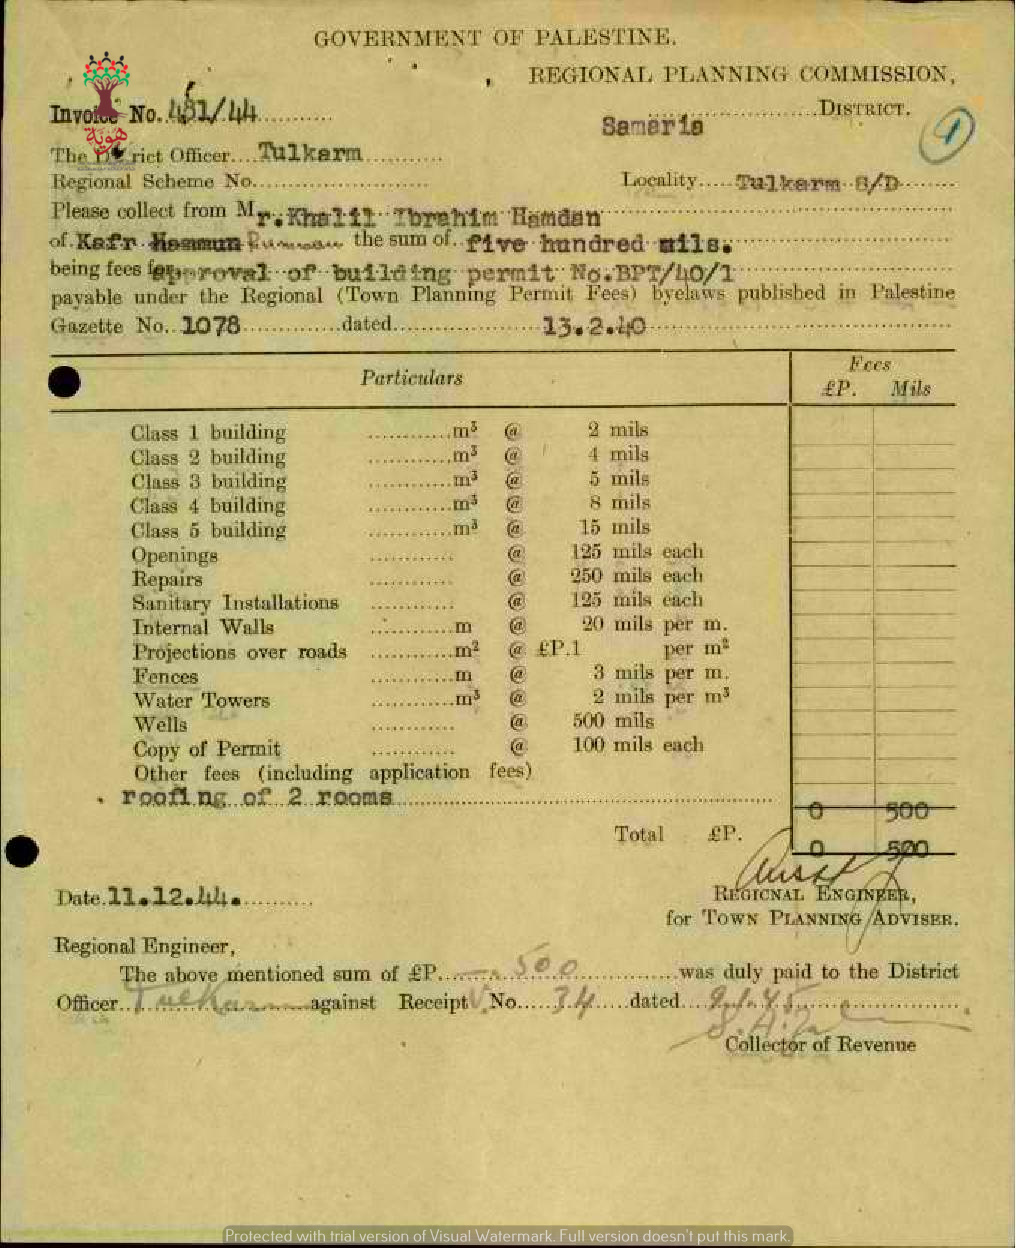 GOVERNMENT OF PALESTINE.
REGIONAL PLANNING COMMISSION,
Invoice No. 451/44
Samaria DISTRICT.
1
هوية
The District Officer.... Tulkarm
Regional Scheme No.
Locality..... Tulkarm S/D
Please collect from Mr. Khalil Ibrahim Hamdan
of. Kafr Rumman the sum of. five hundred mils.
being fees approval of building permit No.BPT/40/1
payable under the Regional (Town Planning Permit Fees) byelaws published in Palestine
Gazette No. 1078 dated 13.2.40
Particulars Fees
£P. Mils
Class 1 building m³ @ 2 mils
Class 2 building m³ @ 4 mils
Class 3 building m³ @ 5 mils
Class 4 building m³ @ 8 mils
Class 5 building m³ @ 15 mils
Openings @ 125 mils each
Repairs @ 250 mils each
Sanitary Installations @ 125 mils each
Internal Walls m @ 20 mils per m.
Projections over roads m² @ £P.1 per m²
Fences m @ 3 mils per m.
Water Towers m³ @ 2 mils per m³
Wells @ 500 mils
Copy of Permit @ 100 mils each
Other fees (including application fees)
roofing of 2 rooms 0 500
Total £P. 0 500
Date. 11.12.44.
REGIONAL ENGINEER,
for TOWN PLANNING ADVISER.
Regional Engineer,
The above mentioned sum of £P. —.500 was duly paid to the District
Officer. Tulkarm against Receipt V. No. 34 dated 9.1.45
Collector of Revenue
Protected with trial version of Visual Watermark. Full version doesn't put this mark.